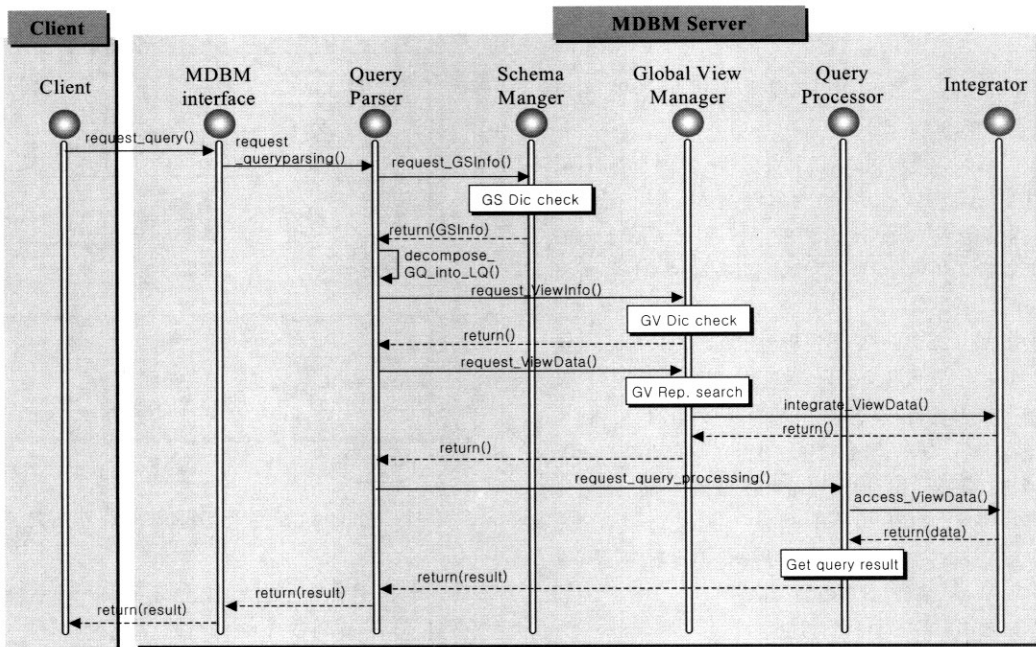 Client
MDBM Server
Client
MDBM
interface
Query
Parser
Schema
Manger
Global View
Manager
Query
Processor
Integrator
request_query()
request
_queryparsing()
request_GSInfo()
GS Dic check
return(GSInfo)
decompose_
GQ_into_LQ()
request_ViewInfo()
GV Dic check
return()
request_ViewData()
GV Rep. search
integrate_ViewData()
return()
return()
request_query_processing()
access_ViewData()
return(data)
Get query result
return(result)
return(result)
return(result)